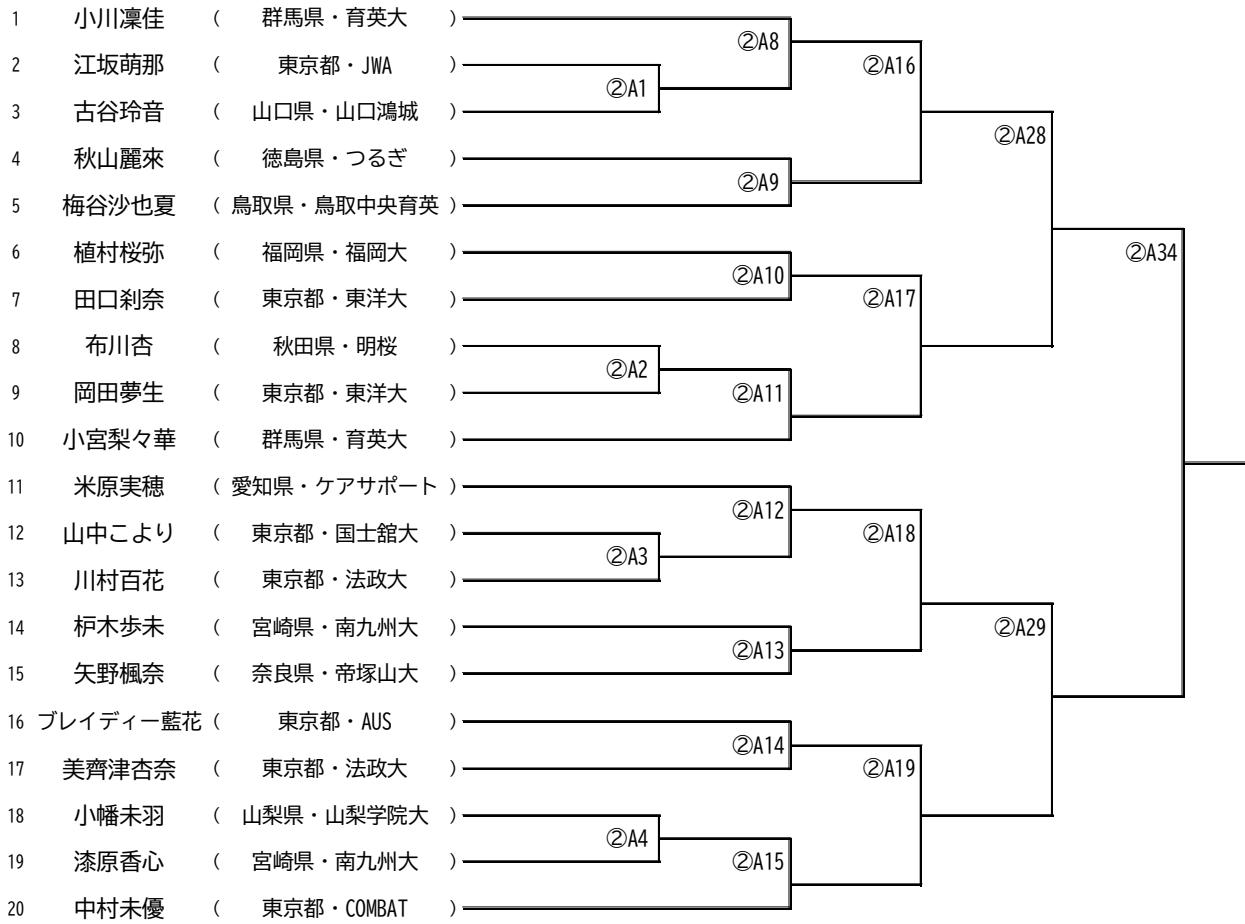 1 小川凜佳 ( 群馬県・育英大 )
②A8
2 江坂萌那 ( 東京都・JWA )
②A16
②A1
3 古谷玲音 ( 山口県・山口鴻城 )
②A28
4 秋山麗來 ( 徳島県・つるぎ )
②A9
5 梅谷沙也夏 ( 鳥取県・鳥取中央育英 )
6 植村桜弥 ( 福岡県・福岡大 )
②A34
②A10
7 田口刹奈 ( 東京都・東洋大 )
②A17
8 布川杏 ( 秋田県・明桜 )
②A2
9 岡田夢生 ( 東京都・東洋大 )
②A11
10 小宮梨々華 ( 群馬県・育英大 )
11 米原実穂 ( 愛知県・ケアサポート )
②A12
12 山中こより ( 東京都・国士舘大 )
②A18
②A3
13 川村百花 ( 東京都・法政大 )
14 枦木歩未 ( 宮崎県・南九州大 )
②A29
②A13
15 矢野楓奈 ( 奈良県・帝塚山大 )
16 ブレイディー藍花 ( 東京都・AUS )
②A14
17 美齊津杏奈 ( 東京都・法政大 )
②A19
18 小幡未羽 ( 山梨県・山梨学院大 )
②A4
19 漆原香心 ( 宮崎県・南九州大 )
②A15
20 中村未優 ( 東京都・COMBAT )